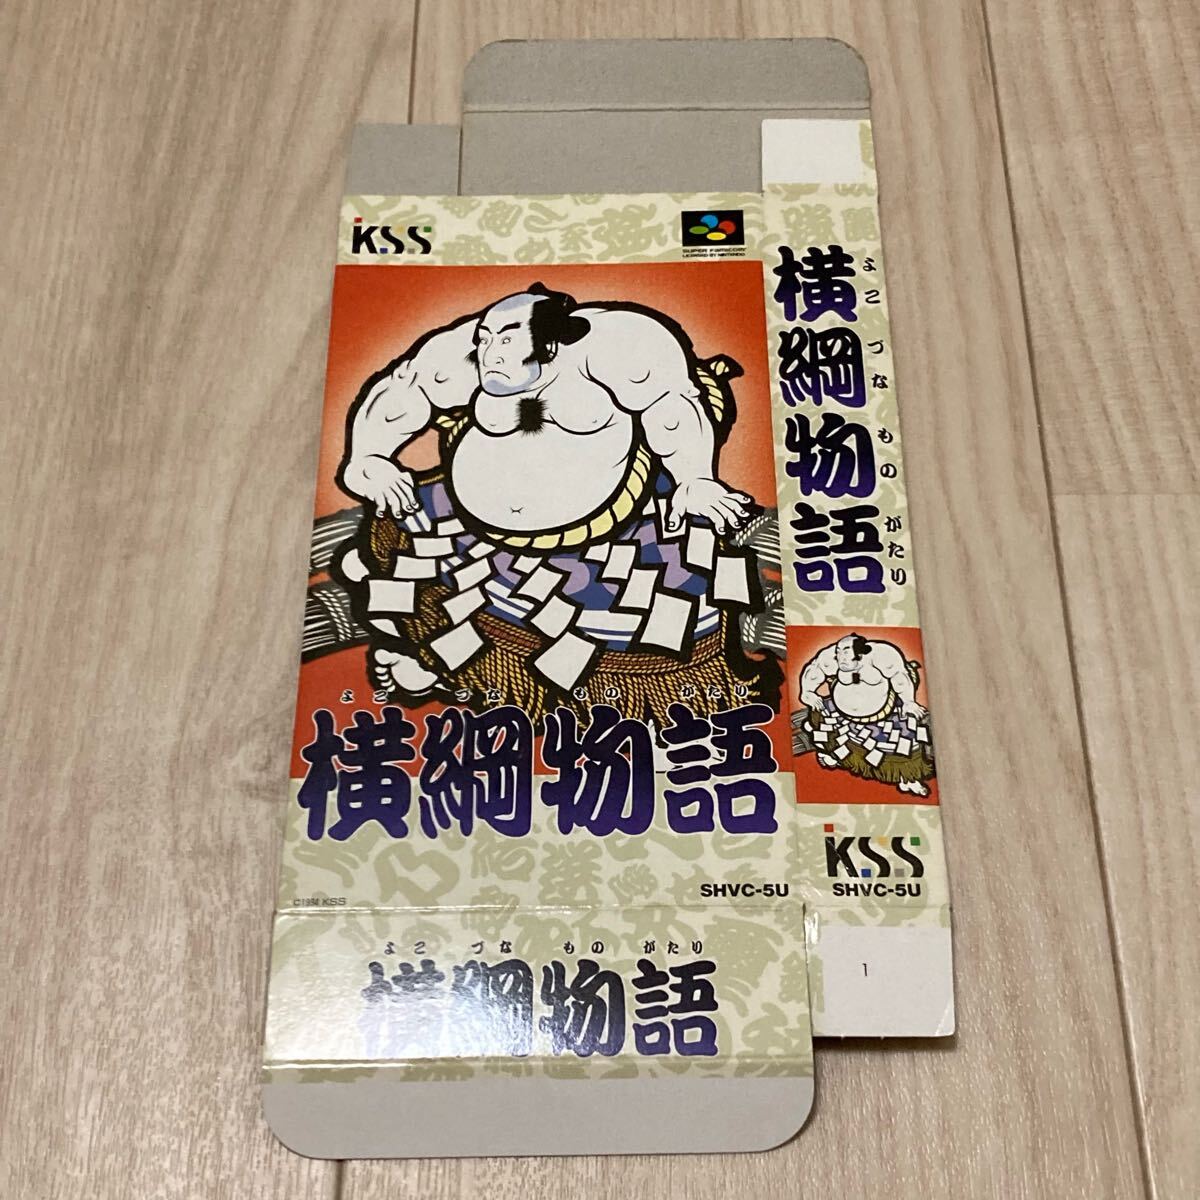 KSS
SUPER FAMICOM
LICENSED BY NINTENDO
よこ づな もの がたり
横綱物語
©1994 KSS
SHVC-5U
よこ づな もの がたり
横綱物語
よこ づな もの がたり
横綱物語
KSS
SHVC-5U
1